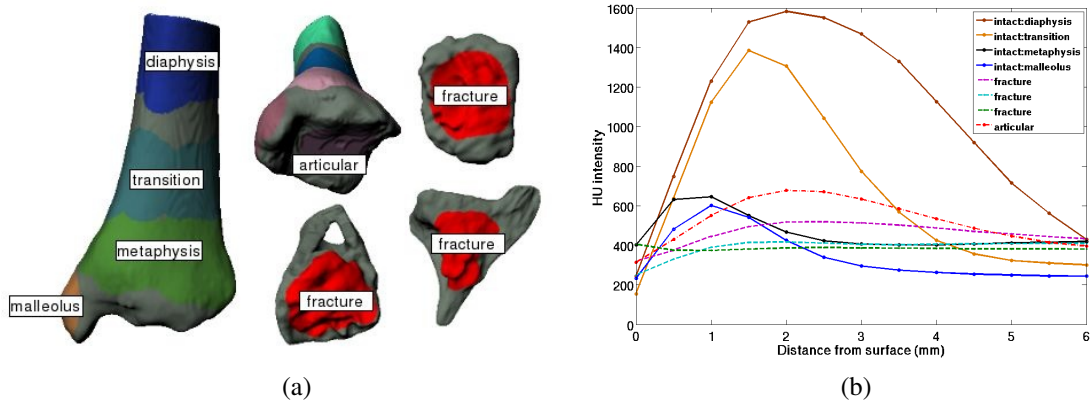 diaphysis
transition
metaphysis
malleolus
articular
fracture
fracture
fracture
(a)
1600
1400
1200
1000
800
600
400
200
0
HU intensity
0 1 2 3 4 5 6
Distance from surface (mm)
intact:diaphysis
intact:transition
intact:metaphysis
intact:malleolus
fracture
fracture
fracture
articular
(b)